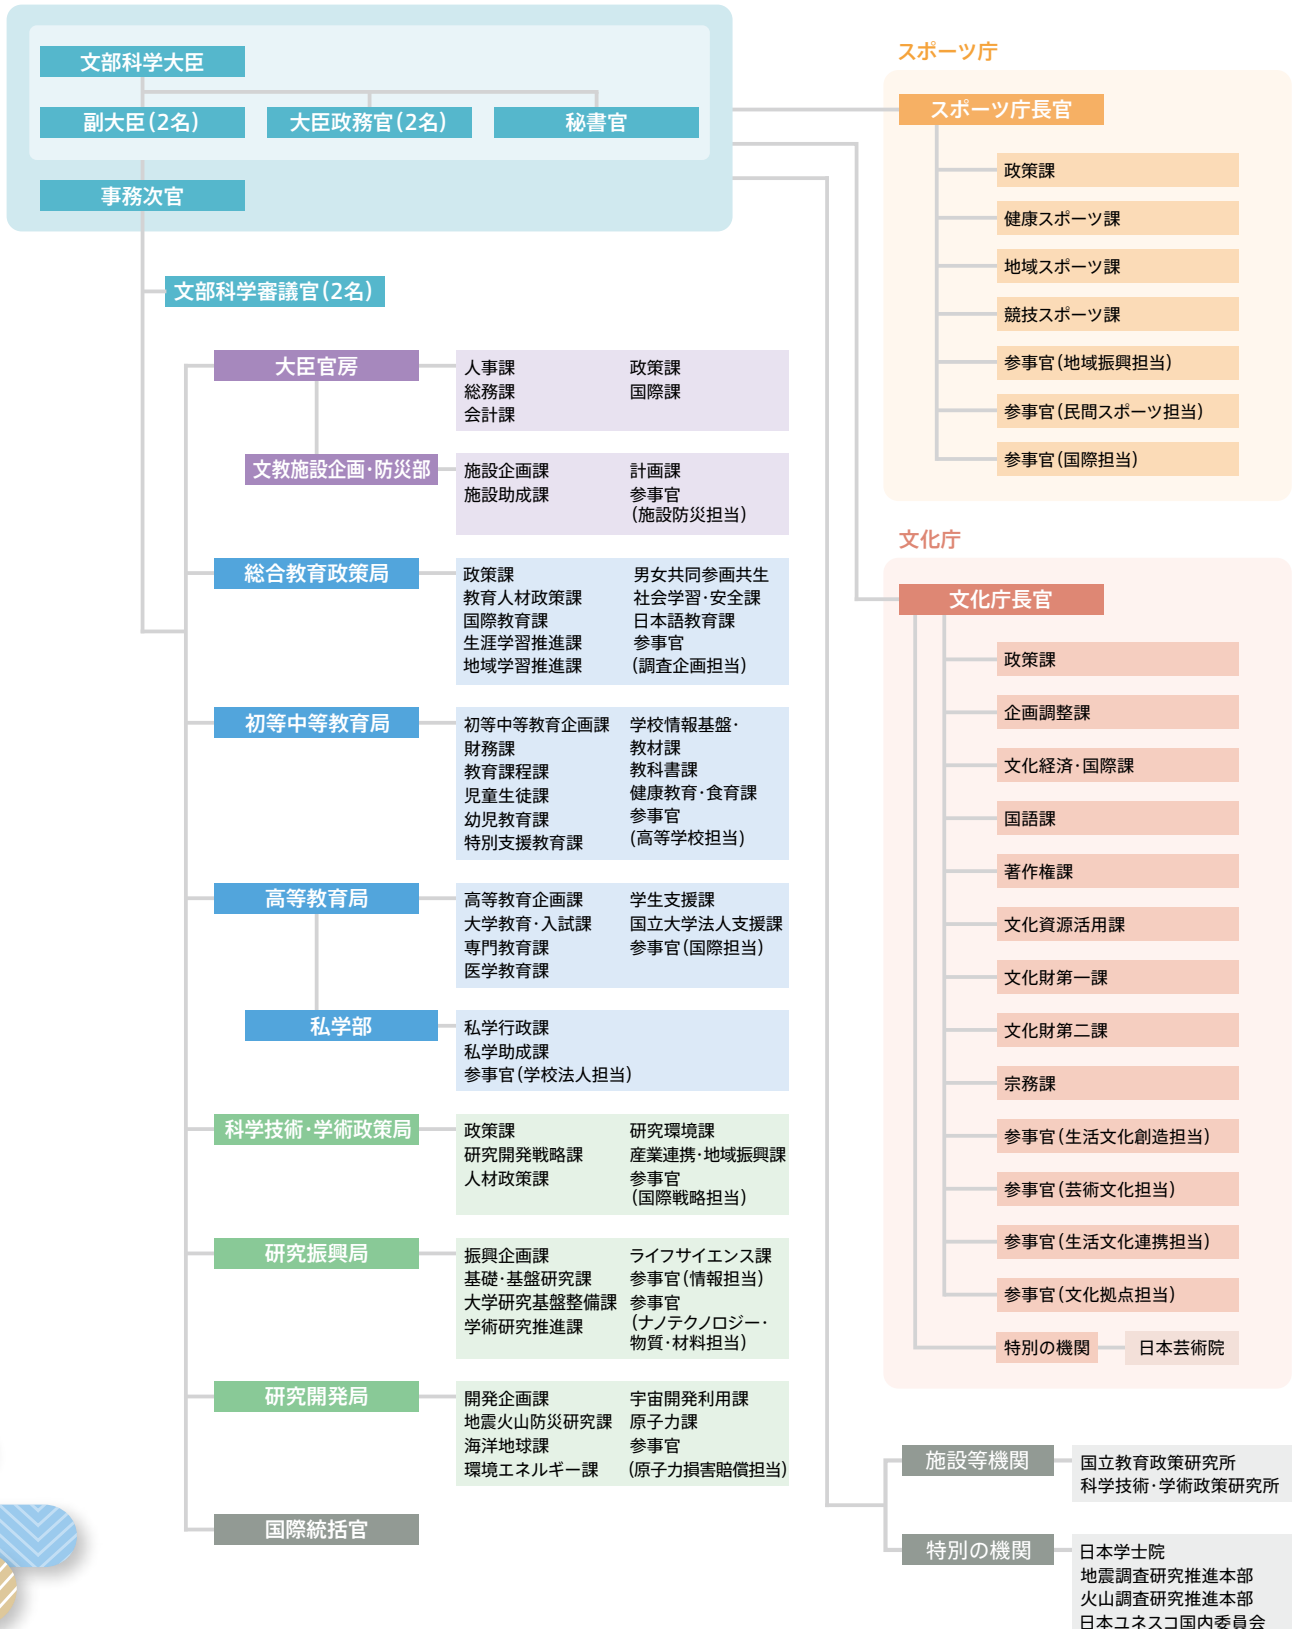 文部科学大臣
副大臣(2名)
大臣政務官(2名)
秘書官
事務次官
文部科学審議官(2名)
大臣官房
人事課
総務課
会計課
政策課
国際課
文教施設企画・防災部
施設企画課
施設助成課
計画課
参事官
(施設防災担当)
総合教育政策局
政策課
教育人材政策課
国際教育課
生涯学習推進課
地域学習推進課
男女共同参画共生
社会学習・安全課
日本語教育課
参事官
(調査企画担当)
初等中等教育局
初等中等教育企画課
財務課
教育課程課
児童生徒課
幼児教育課
特別支援教育課
学校情報基盤・
教材課
教科書課
健康教育・食育課
参事官
(高等学校担当)
高等教育局
高等教育企画課
大学教育・入試課
専門教育課
医学教育課
学生支援課
国立大学法人支援課
参事官(国際担当)
私学部
私学行政課
私学助成課
参事官(学校法人担当)
科学技術・学術政策局
政策課
研究開発戦略課
人材政策課
研究環境課
産業連携・地域振興課
参事官
(国際戦略担当)
研究振興局
振興企画課
基礎・基盤研究課
大学研究基盤整備課
学術研究推進課
ライフサイエンス課
参事官(情報担当)
参事官
(ナノテクノロジー・
物質・材料担当)
研究開発局
開発企画課
地震火山防災研究課
海洋地球課
環境エネルギー課
宇宙開発利用課
原子力課
参事官
(原子力損害賠償担当)
国際統括官
スポーツ庁
スポーツ庁長官
政策課
健康スポーツ課
地域スポーツ課
競技スポーツ課
参事官(地域振興担当)
参事官(民間スポーツ担当)
参事官(国際担当)
文化庁
文化庁長官
政策課
企画調整課
文化経済・国際課
国語課
著作権課
文化資源活用課
文化財第一課
文化財第二課
宗務課
参事官(生活文化創造担当)
参事官(芸術文化担当)
参事官(生活文化連携担当)
参事官(文化拠点担当)
特別の機関
日本芸術院
施設等機関
国立教育政策研究所
科学技術・学術政策研究所
特別の機関
日本学士院
地震調査研究推進本部
火山調査研究推進本部
日本ユネスコ国内委員会